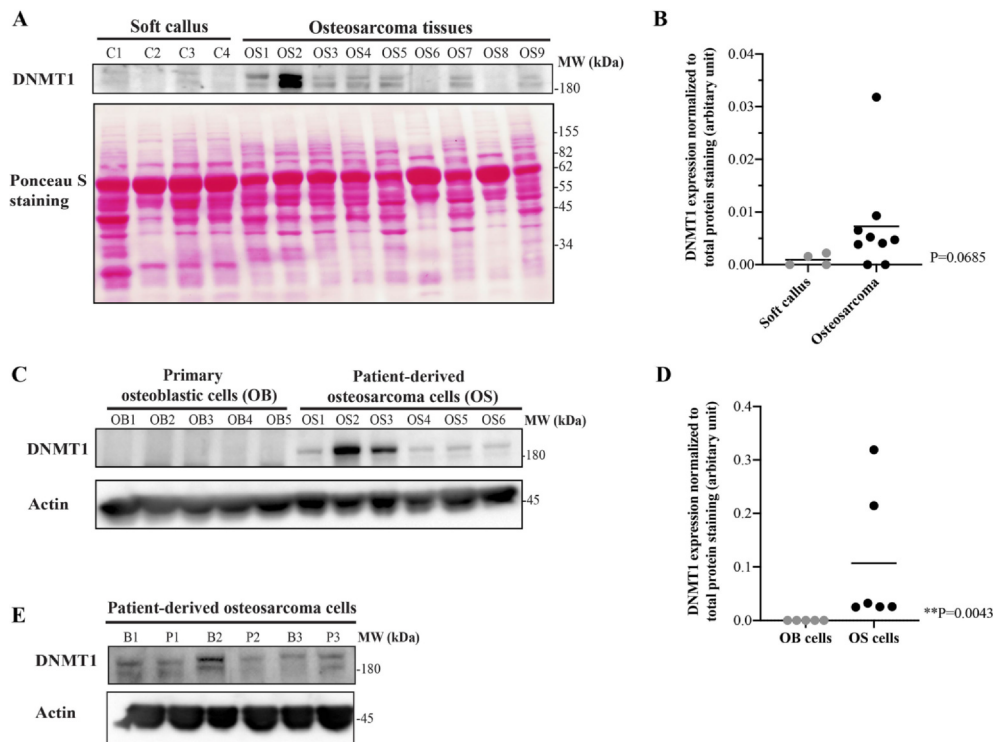 A
Soft callus
Osteosarcoma tissues
C1 C2 C3 C4 OS1 OS2 OS3 OS4 OS5 OS6 OS7 OS8 OS9
MW (kDa)
DNMT1
-180
Ponceau S
staining
-155
-82
-62
-55
-45
-34
B
DNMT1 expression normalized to
total protein staining (arbitary unit)
0.04
0.03
0.02
0.01
0.00
Soft callus
Osteosarcoma
P=0.0685
C
Primary
osteoblastic cells (OB)
Patient-derived
osteosarcoma cells (OS)
OB1 OB2 OB3 OB4 OB5 OS1 OS2 OS3 OS4 OS5 OS6
MW (kDa)
DNMT1
-180
Actin
-45
D
DNMT1 expression normalized to
total protein staining (arbitary unit)
0.4
0.3
0.2
0.1
0.0
OB cells
OS cells
**P=0.0043
E
Patient-derived osteosarcoma cells
B1 P1 B2 P2 B3 P3
MW (kDa)
DNMT1
-180
Actin
-45